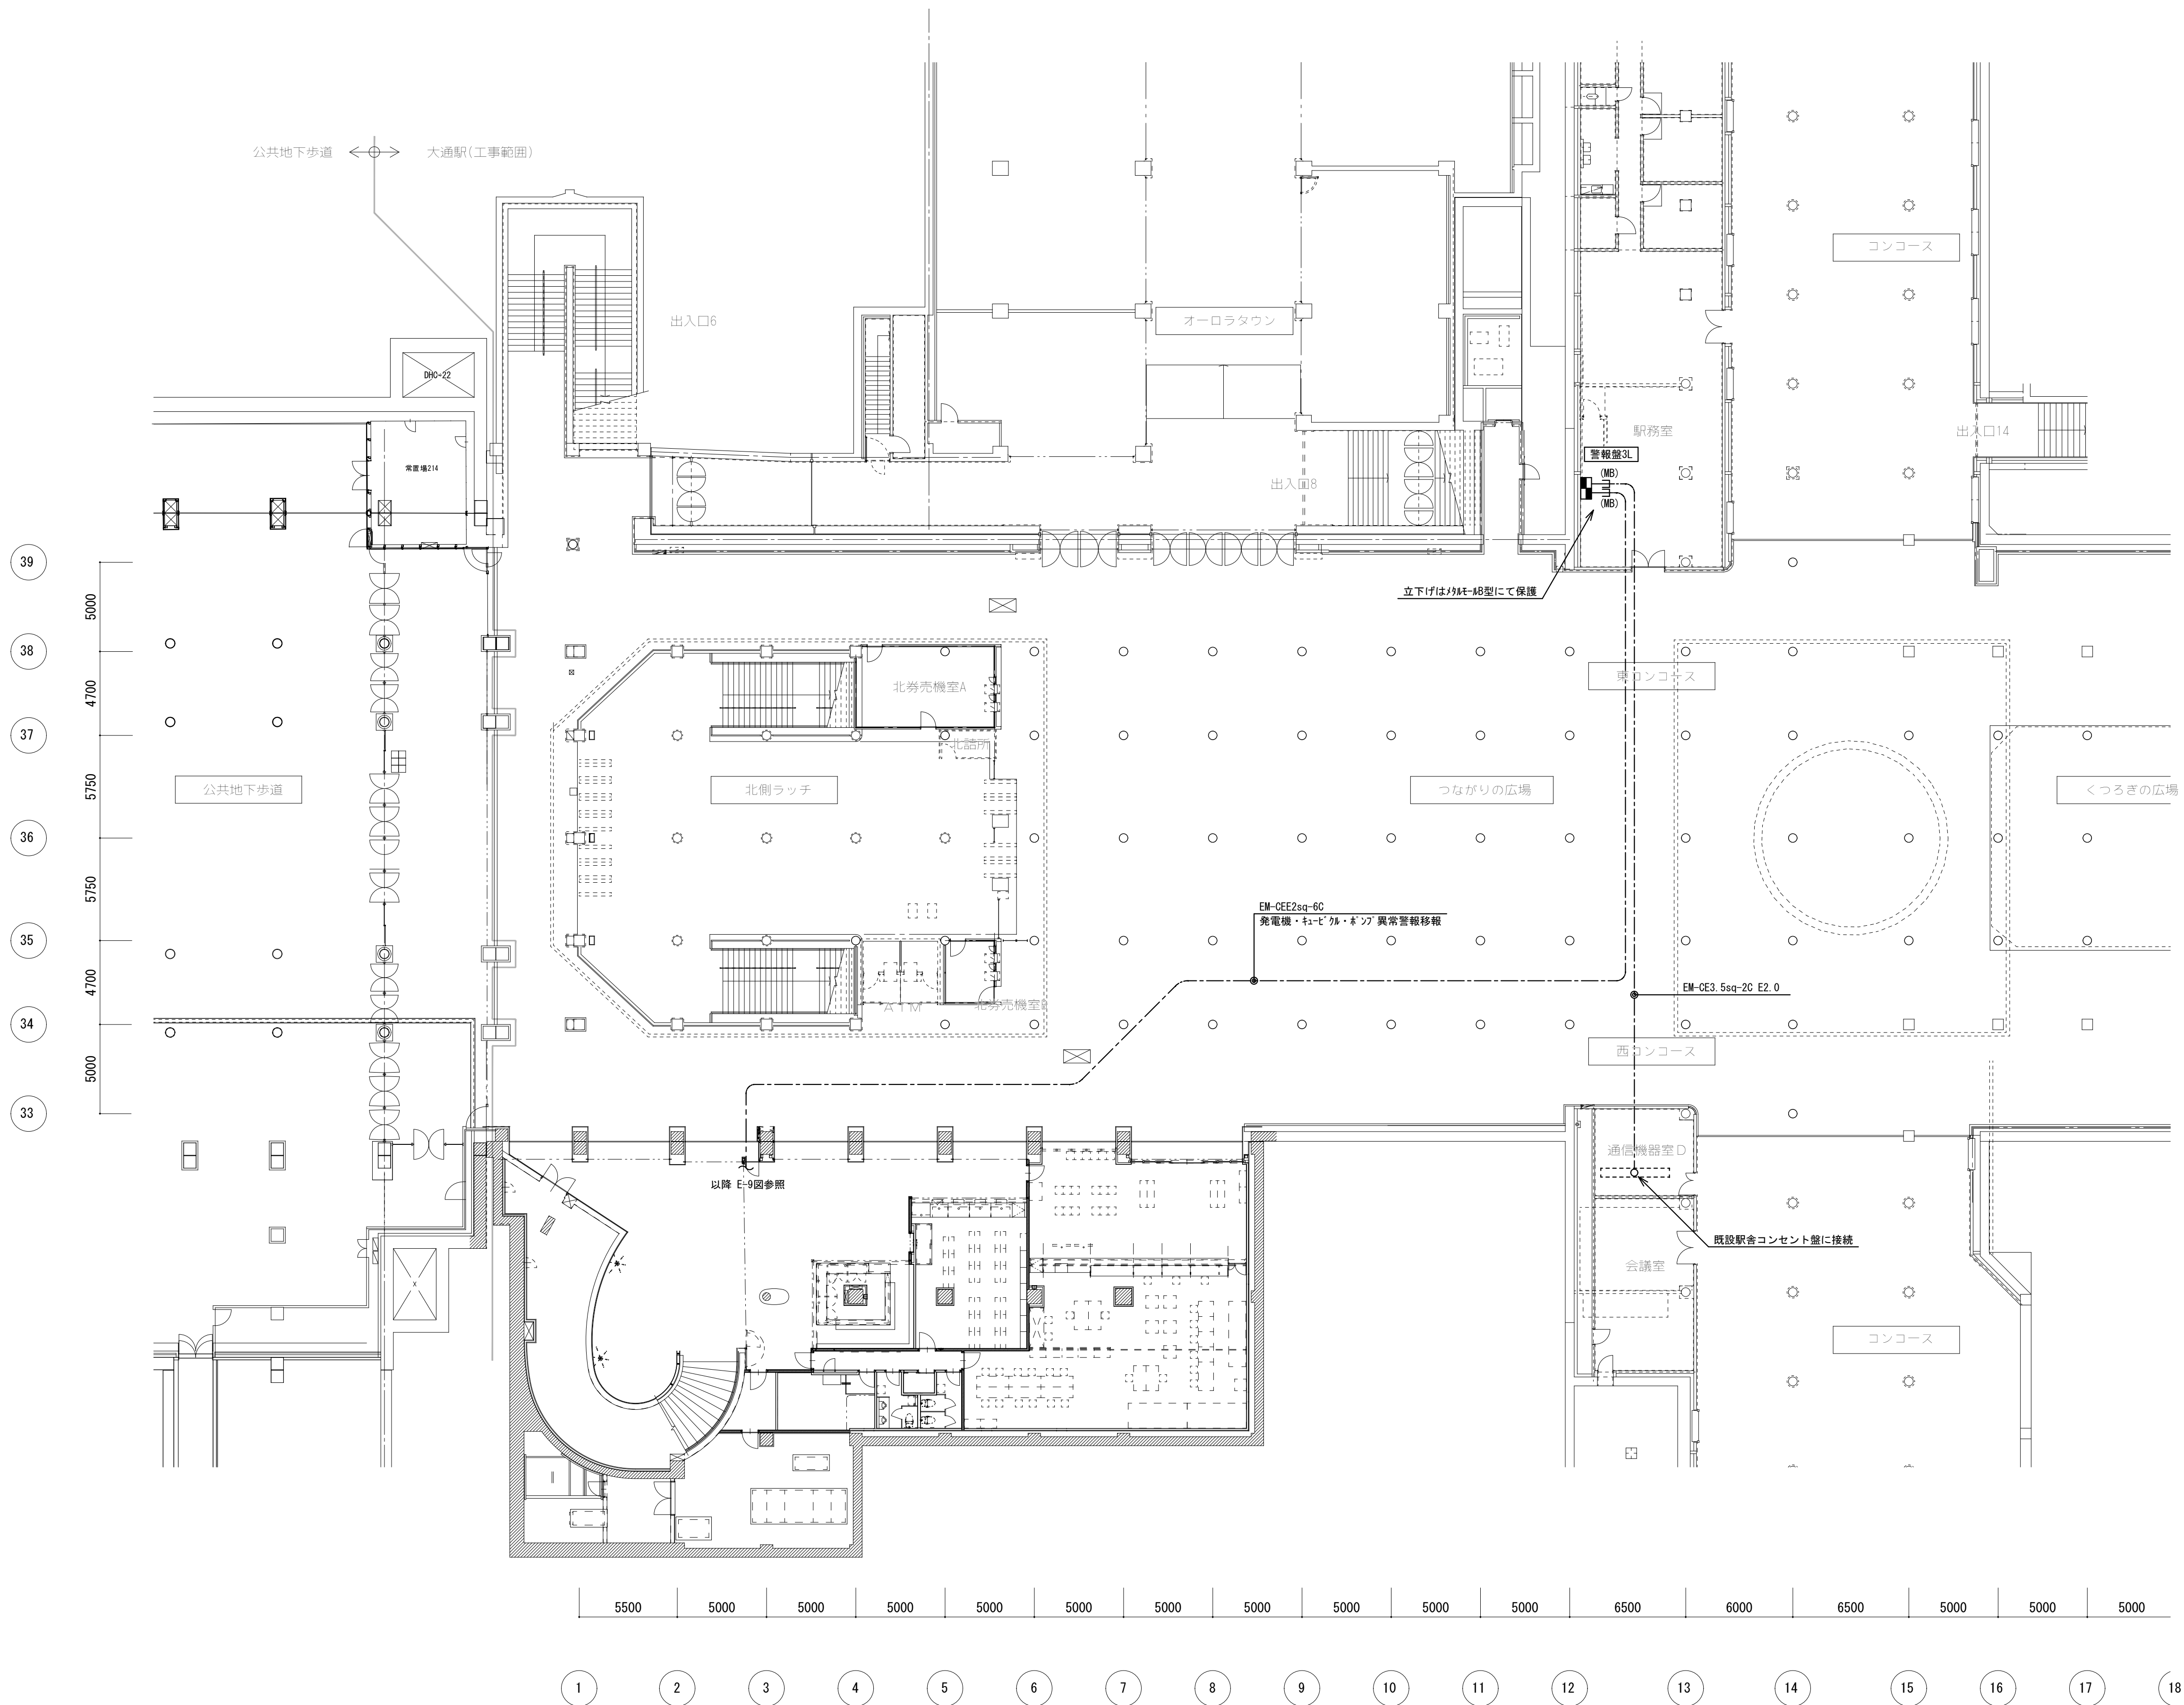 公共地下歩道
大通駅(工事範囲)
コンコース
出入口6
オーロラタウン
DHC-22
常置場214
駅務室
出入口14
警報盤3L
(MB)
(MB)
出入口8
立下げはメタルモールB型にて保護
39
5000
38
4700
37
5750
36
5750
35
4700
34
5000
33
北券売機室A
東コンコース
北詰所
公共地下歩道
北側ラッチ
つながりの広場
くつろぎの広場
EM-CEE2sq-6C
発電機・キュービクル・ポンプ異常警報移報
EM-CE3.5sq-2C E2.0
ATM
北券売機室B
西コンコース
通信機器室D
以降 E-9図参照
既設駅舎コンセント盤に接続
会議室
コンコース
5500 5000 5000 5000 5000 5000 5000 5000 5000 5000 5000 6500 6000 6500 5000 5000 5000
1 2 3 4 5 6 7 8 9 10 11 12 13 14 15 16 17 18